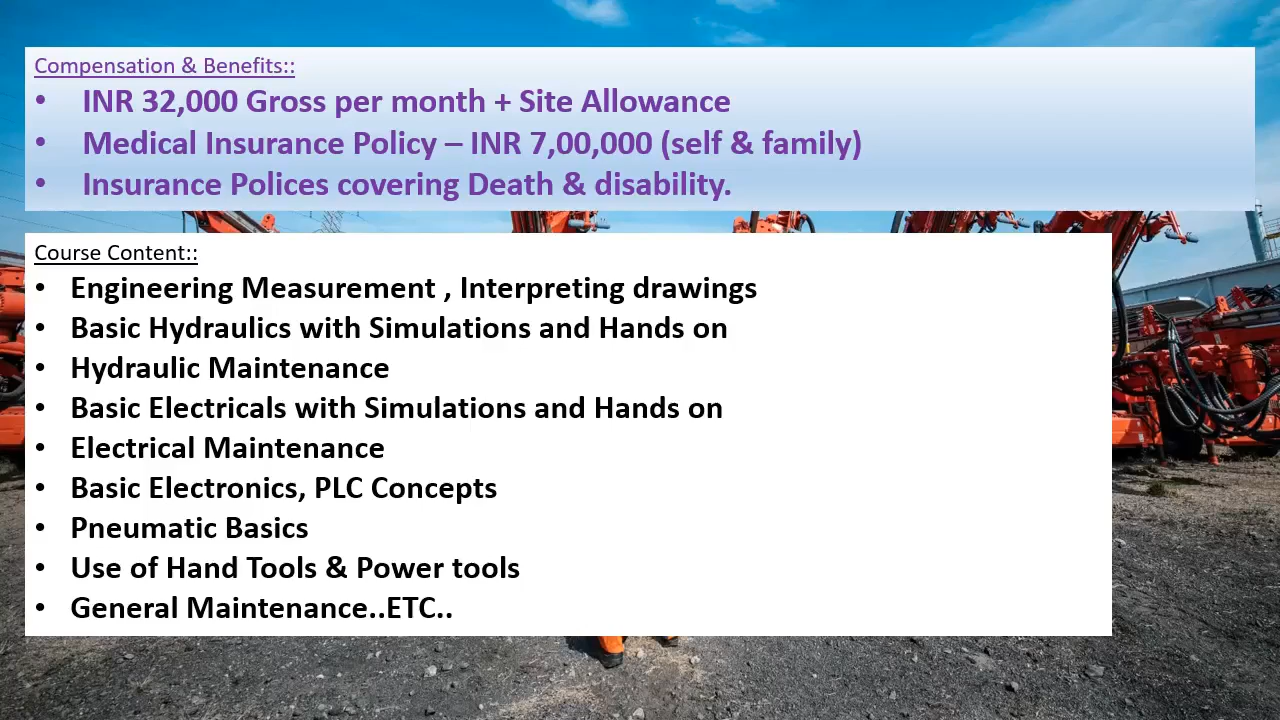 Compensation & Benefits::
• INR 32,000 Gross per month + Site Allowance
• Medical Insurance Policy – INR 7,00,000 (self & family)
• Insurance Polices covering Death & disability.
Course Content::
• Engineering Measurement , Interpreting drawings
• Basic Hydraulics with Simulations and Hands on
• Hydraulic Maintenance
• Basic Electricals with Simulations and Hands on
• Electrical Maintenance
• Basic Electronics, PLC Concepts
• Pneumatic Basics
• Use of Hand Tools & Power tools
• General Maintenance..ETC..